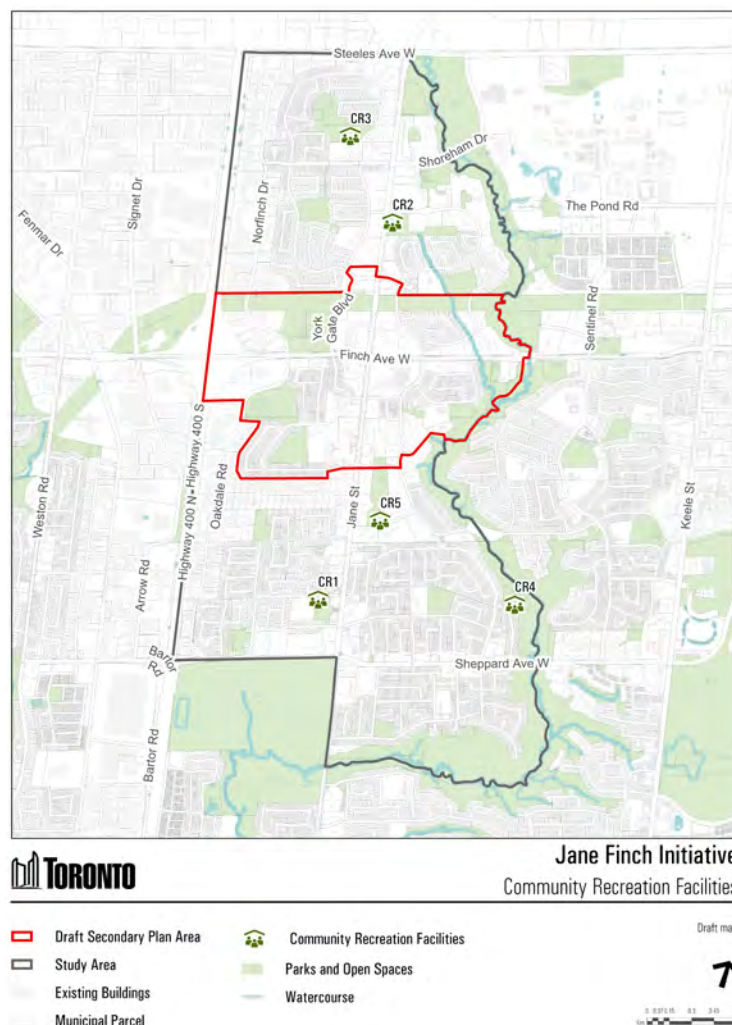 Steeles Ave W
CR3
Shoreham Dr
Signet Dr
Norfinch Dr
CR2
The Pond Rd
Fenmar Dr
York
Gate Blvd
Sentinel Rd
Finch Ave W
Highway 400 N-Highway 400 S
Oakdale Rd
Weston Rd
Jane St
CR5
Keele St
Arrow Rd
CR1
CR4
Bartor
Rd
Sheppard Ave W
Bartor Rd
TORONTO
Jane Finch Initiative
Community Recreation Facilities
Draft Secondary Plan Area
Study Area
Existing Buildings
Municipal Parcel
Community Recreation Facilities
Parks and Open Spaces
Watercourse
Draft ma